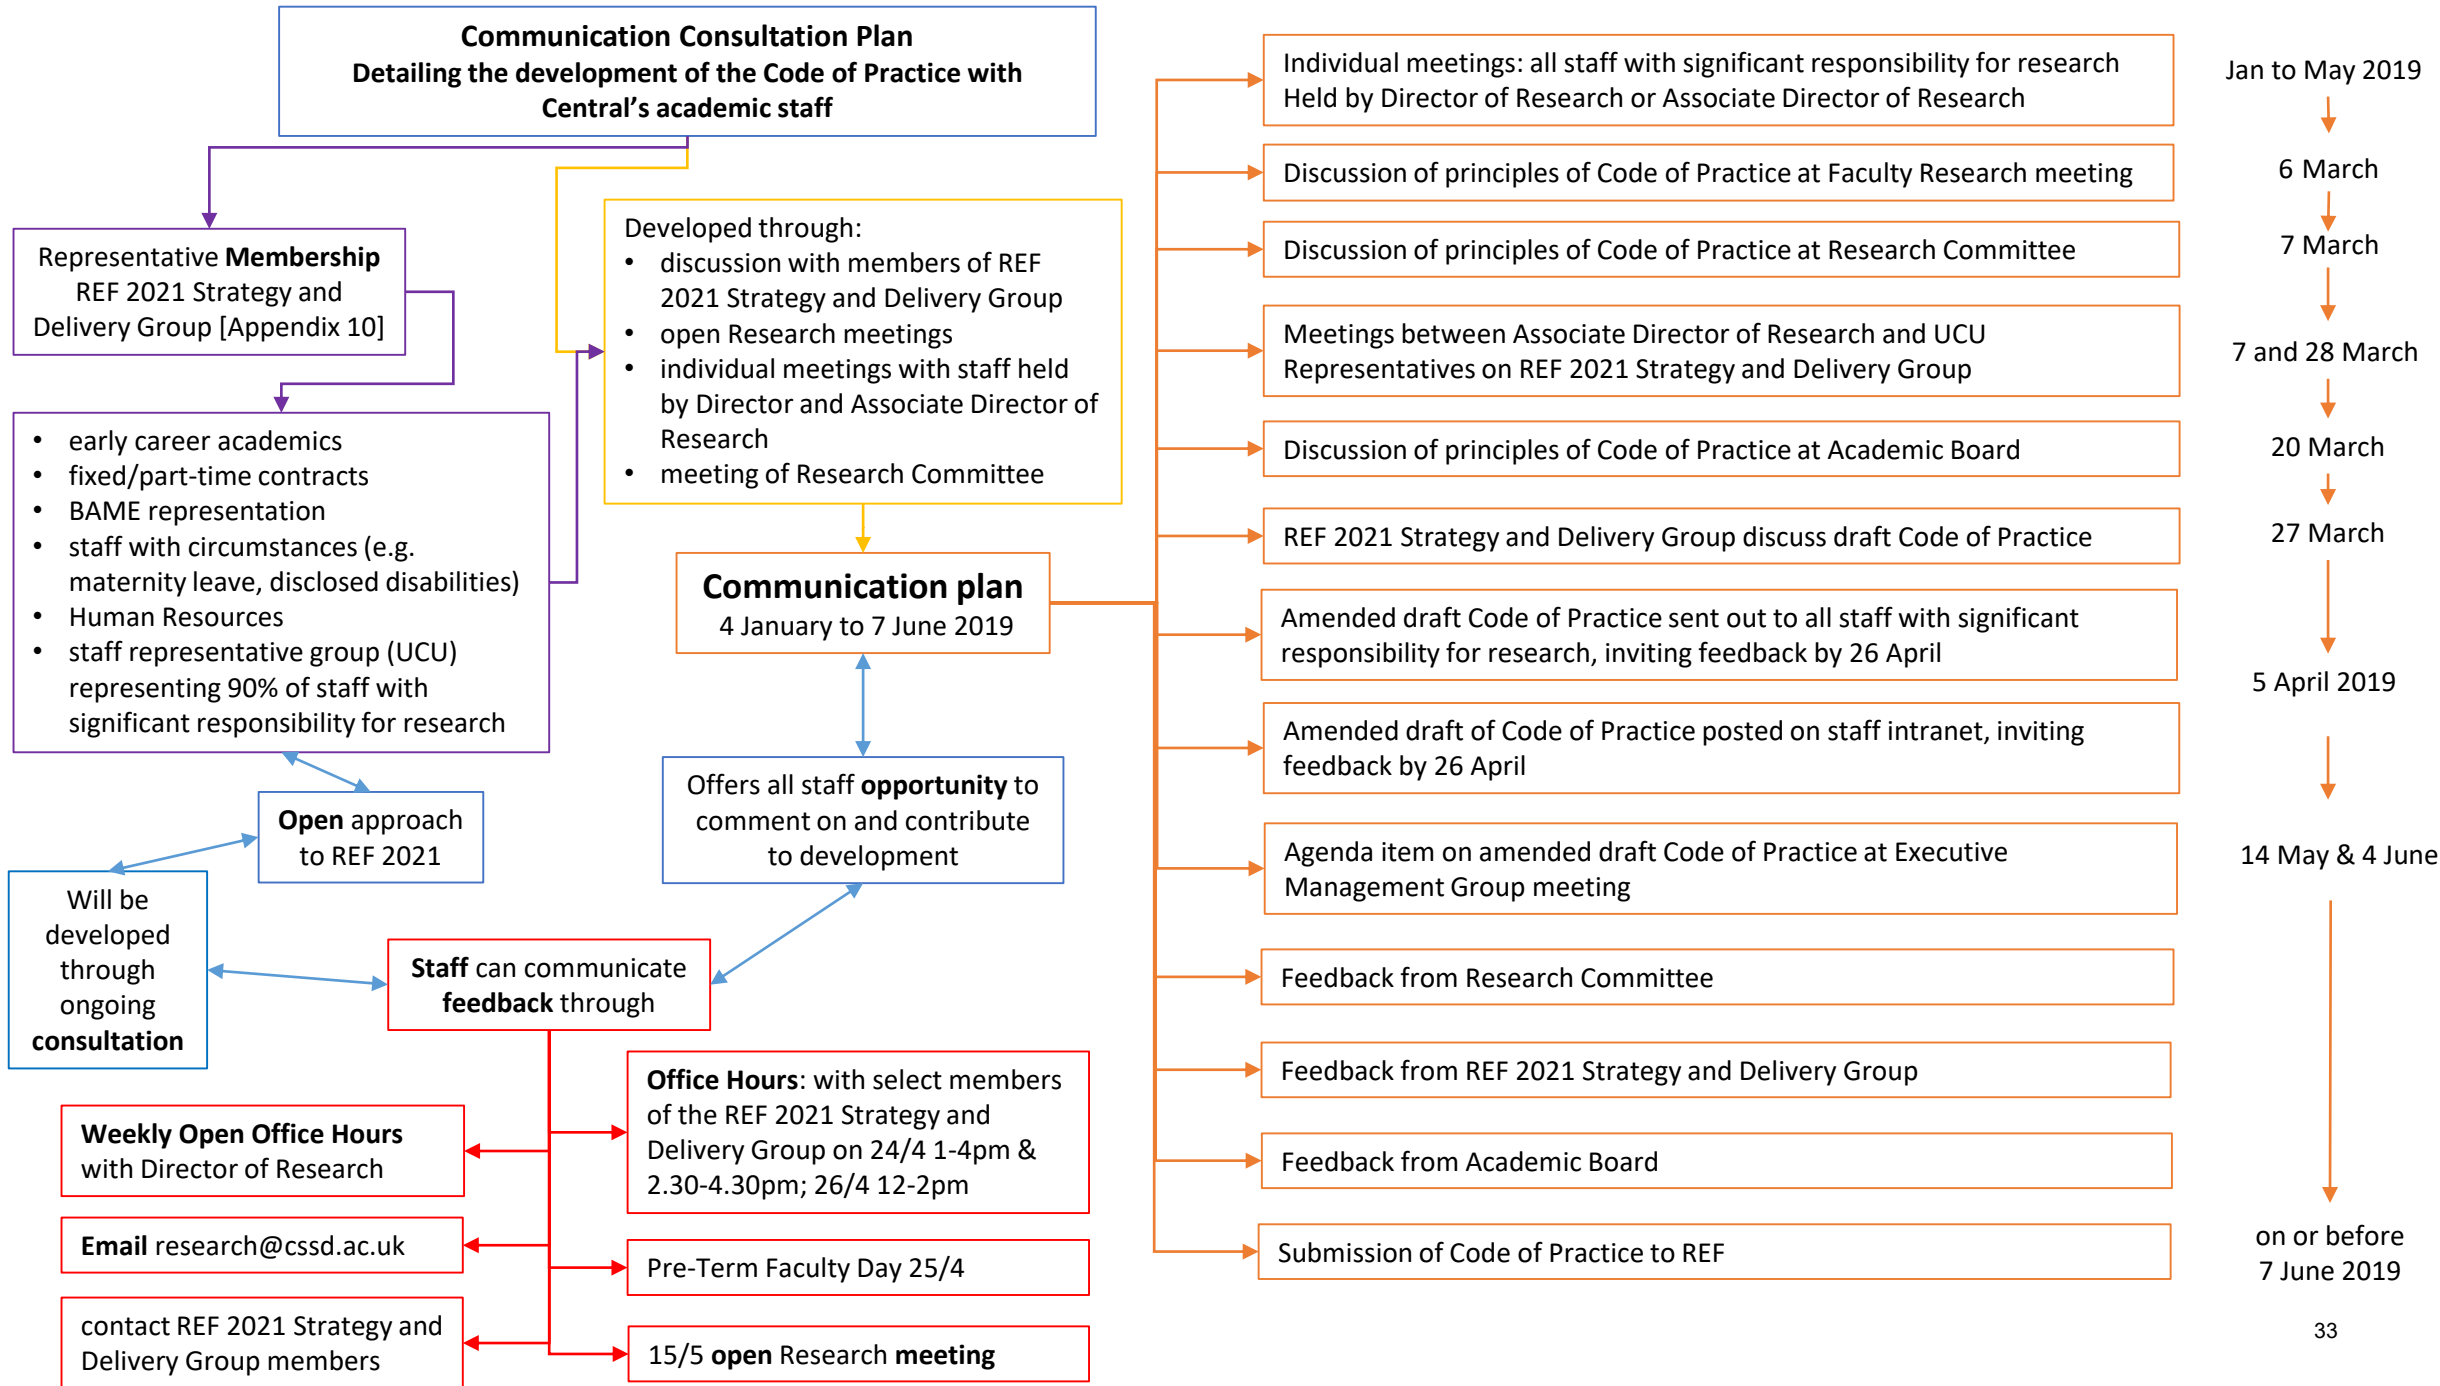 Communication Consultation Plan
Detailing the development of the Code of Practice with
Central's academic staff
Representative Membership
REF 2021 Strategy and
Delivery Group [Appendix 10]
• early career academics
• fixed/part-time contracts
• BAME representation
• staff with circumstances (e.g.
maternity leave, disclosed disabilities)
• Human Resources
• staff representative group (UCU)
representing 90% of staff with
significant responsibility for research
Open approach
to REF 2021
Will be
developed
through
ongoing
consultation
Developed through:
• discussion with members of REF
2021 Strategy and Delivery Group
• open Research meetings
• individual meetings with staff held
by Director and Associate Director of
Research
• meeting of Research Committee
Communication plan
4 January to 7 June 2019
Offers all staff opportunity to
comment on and contribute
to development
Staff can communicate
feedback through
Weekly Open Office Hours
with Director of Research
Email research@cssd.ac.uk
contact REF 2021 Strategy and
Delivery Group members
Office Hours: with select members
of the REF 2021 Strategy and
Delivery Group on 24/4 1-4pm &
2.30-4.30pm; 26/4 12-2pm
Pre-Term Faculty Day 25/4
15/5 open Research meeting
Individual meetings: all staff with significant responsibility for research
Held by Director of Research or Associate Director of Research
Jan to May 2019
Discussion of principles of Code of Practice at Faculty Research meeting
6 March
Discussion of principles of Code of Practice at Research Committee
7 March
Meetings between Associate Director of Research and UCU
Representatives on REF 2021 Strategy and Delivery Group
7 and 28 March
Discussion of principles of Code of Practice at Academic Board
20 March
REF 2021 Strategy and Delivery Group discuss draft Code of Practice
27 March
Amended draft Code of Practice sent out to all staff with significant
responsibility for research, inviting feedback by 26 April
5 April 2019
Amended draft of Code of Practice posted on staff intranet, inviting
feedback by 26 April
Agenda item on amended draft Code of Practice at Executive
Management Group meeting
14 May & 4 June
Feedback from Research Committee
Feedback from REF 2021 Strategy and Delivery Group
Feedback from Academic Board
Submission of Code of Practice to REF
on or before
7 June 2019
33